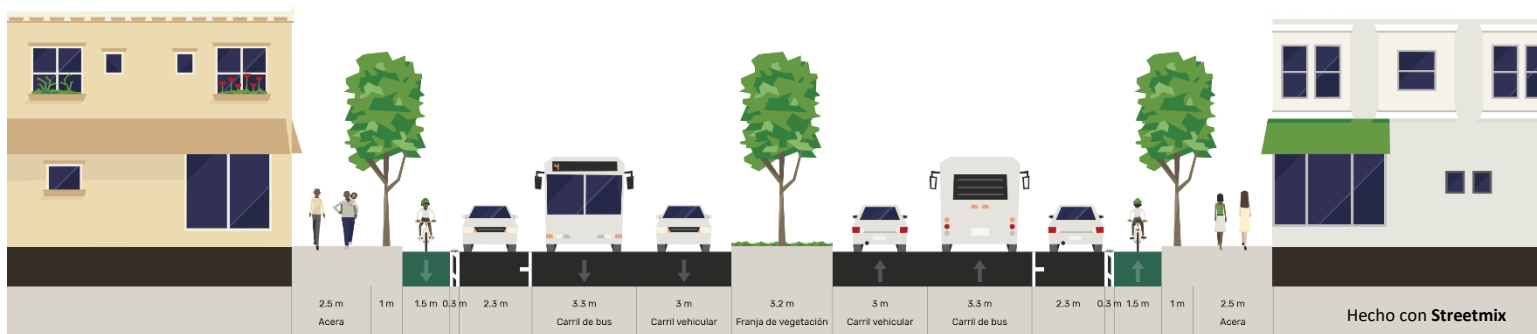 4
2.5 m 1 m 1.5 m 0.3 m 2.3 m 3.3 m 3 m 3.2 m 3 m 3.3 m 2.3 m 0.3 m 1.5 m 1 m 2.5 m
Acera Carril de bus Carril vehicular Franja de vegetación Carril vehicular Carril de bus Acera
Hecho con Streetmix